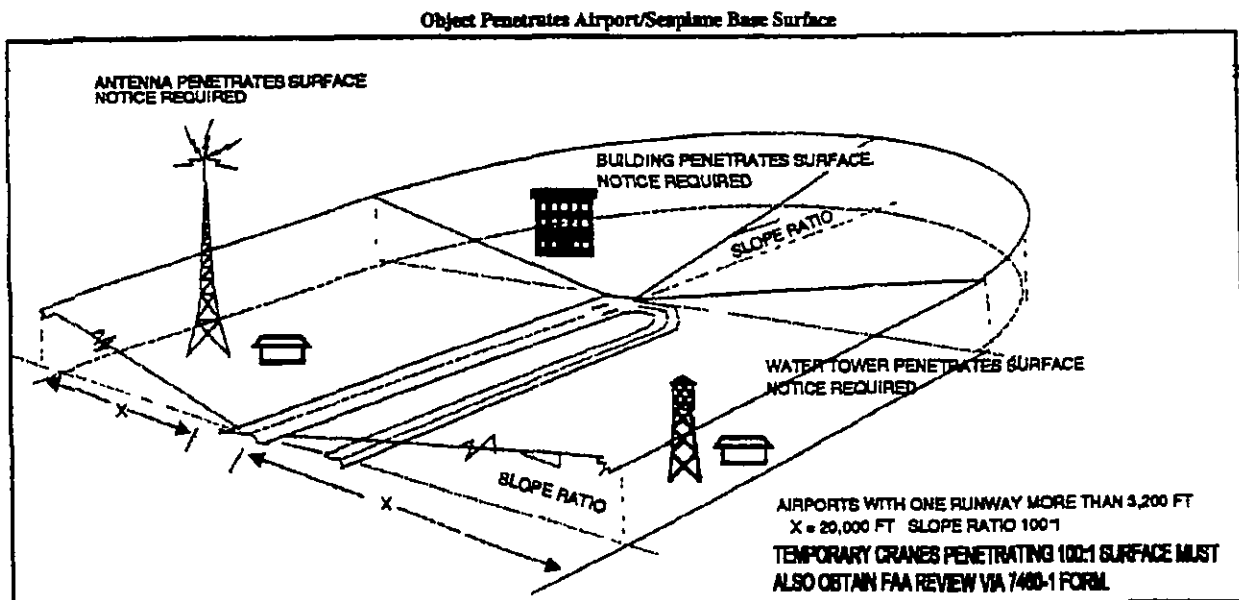 Object Penetrates Airport/Seaplane Base Surface
ANTENNA PENETRATES SURFACE
NOTICE REQUIRED
BUILDING PENETRATES SURFACE
NOTICE REQUIRED
SLOPE RATIO
WATER TOWER PENETRATES SURFACE
NOTICE REQUIRED
X
X
SLOPE RATIO
AIRPORTS WITH ONE RUNWAY MORE THAN 3,200 FT
X = 20,000 FT SLOPE RATIO 100:1
TEMPORARY CRANES PENETRATING 100:1 SURFACE MUST
ALSO OBTAIN FAA REVIEW VIA 7460-1 FORM.